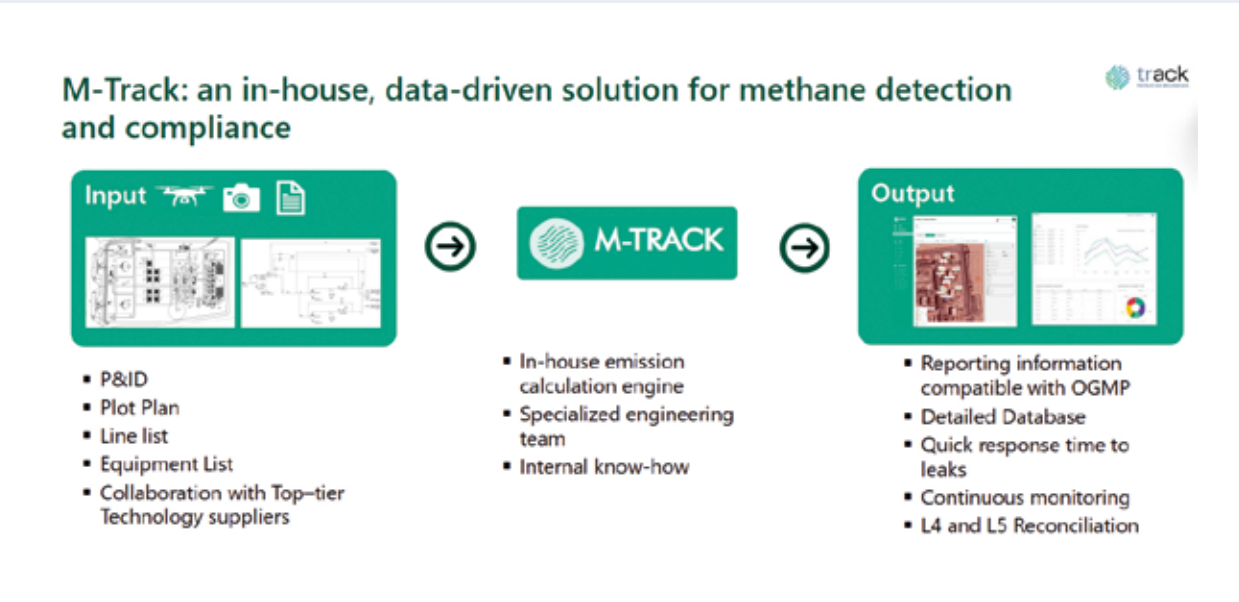 M-Track: an in-house, data-driven solution for methane detection
and compliance
track
Input
M-TRACK
Output
▪ P&ID
▪ Plot Plan
▪ Line list
▪ Equipment List
▪ Collaboration with Top–tier
Technology suppliers
▪ In-house emission
calculation engine
▪ Specialized engineering
team
▪ Internal know-how
▪ Reporting information
compatible with OGMP
▪ Detailed Database
▪ Quick response time to
leaks
▪ Continuous monitoring
▪ L4 and L5 Reconciliation